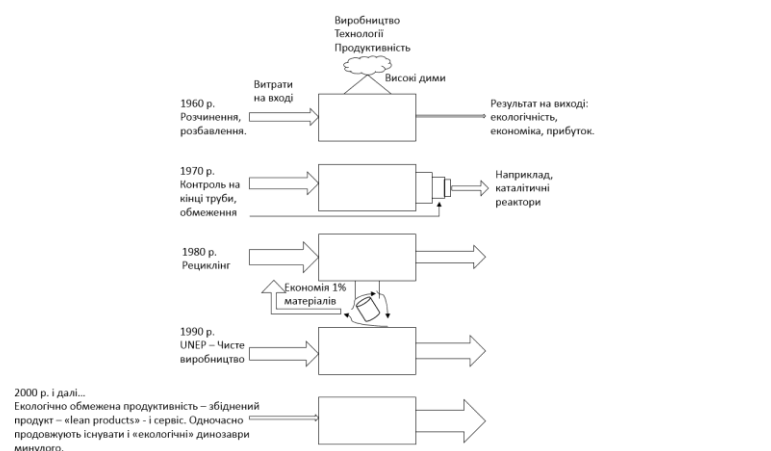 Виробництво
Технології
Продуктивність
Високі дими
Витрати
на вході
1960 р.
Розчинення,
розбавлення.
Результат на виході:
екологічність,
економіка, прибуток.
1970 р.
Контроль на
кінці труби,
обмеження
Наприклад,
каталітичні
реактори
1980 р.
Рециклінг
Економія 1%
матеріалів
1990 р.
UNEP – Чисте
виробництво
2000 р. і далі…
Екологічно обмежена продуктивність – збіднений
продукт – «lean products» - і сервіс. Одночасно
продовжують існувати і «екологічні» динозаври
минулого.